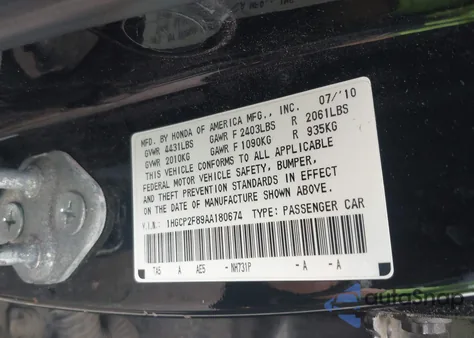 MFD. BY HONDA OF AMERICA MFG., INC. 07/'10
GVWR 4431LBS GAWR F 2403LBS R 2061LBS
GVWR 2010KG GAWR F 1090KG R 935KG
THIS VEHICLE CONFORMS TO ALL APPLICABLE
FEDERAL MOTOR VEHICLE SAFETY, BUMPER,
AND THEFT PREVENTION STANDARDS IN EFFECT
ON THE DATE OF MANUFACTURE SHOWN ABOVE.
V.I.N.: 1HGCP2F89AA180674 TYPE: PASSENGER CAR
TA5 A AE5 - NH731P - A - A
autoSnap